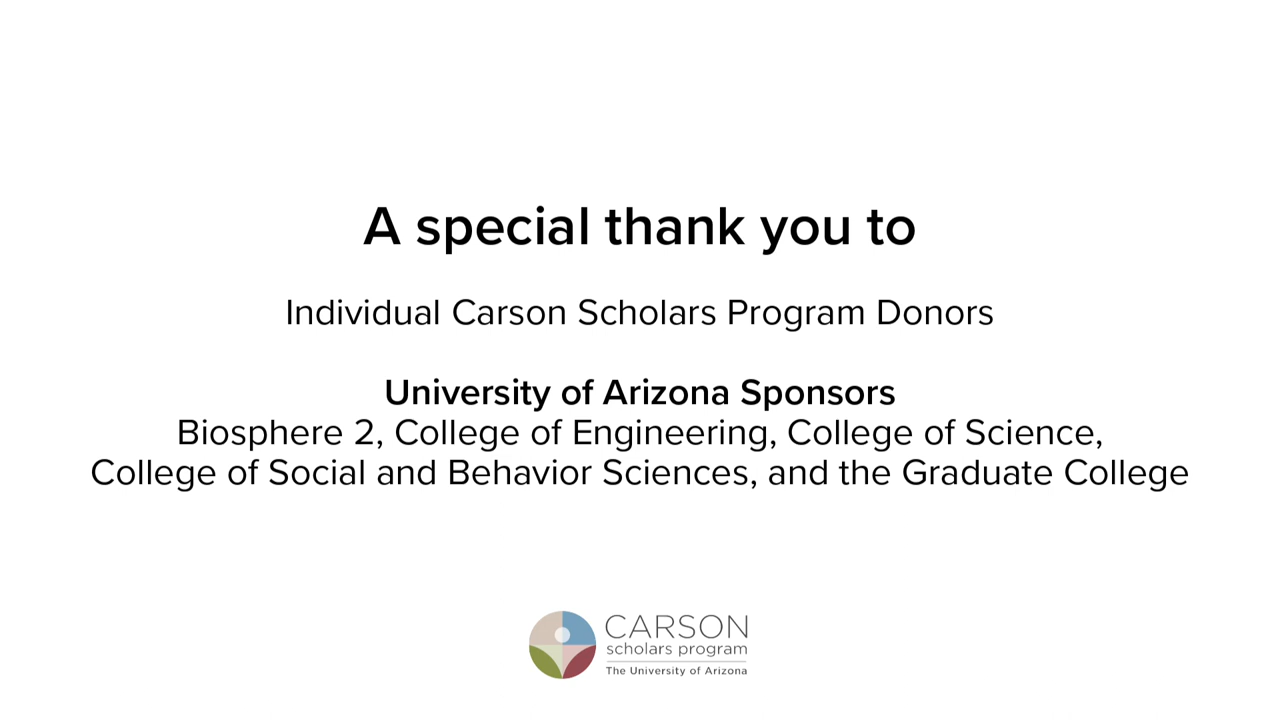 A special thank you to
Individual Carson Scholars Program Donors
University of Arizona Sponsors
Biosphere 2, College of Engineering, College of Science,
College of Social and Behavior Sciences, and the Graduate College
CARSON
scholars program
The University of Arizona